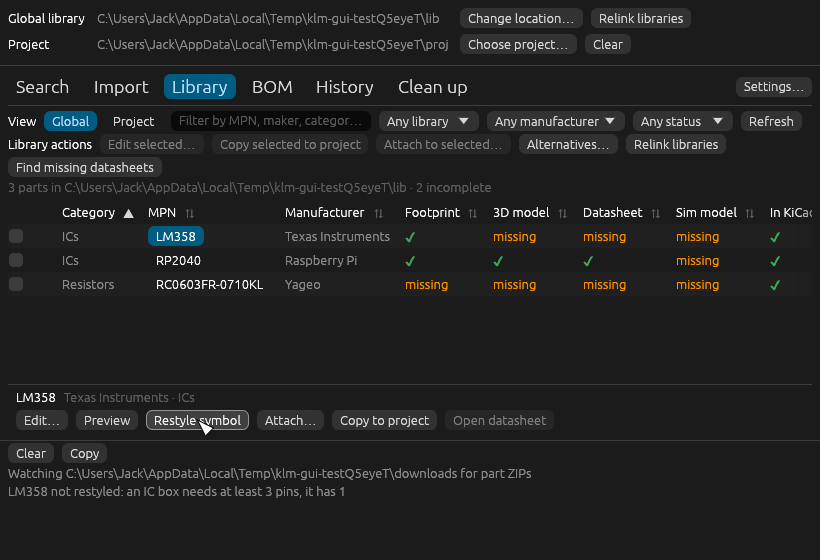 Global library C:\Users\Jack\AppData\Local\Temp\klm-gui-testQ5eyeT\lib Change location… Relink libraries
Project C:\Users\Jack\AppData\Local\Temp\klm-gui-testQ5eyeT\proj Choose project… Clear
Search Import Library BOM History Clean up Settings…
View Global Project Filter by MPN, maker, categor… Any library Any manufacturer Any status Refresh
Library actions Edit selected… Copy selected to project Attach to selected… Alternatives… Relink libraries
Find missing datasheets
3 parts in C:\Users\Jack\AppData\Local\Temp\klm-gui-testQ5eyeT\lib · 2 incomplete
Category MPN Manufacturer Footprint 3D model Datasheet Sim model In KiCad
ICs LM358 Texas Instruments ✓ missing missing missing ✓
ICs RP2040 Raspberry Pi ✓ ✓ ✓ missing ✓
Resistors RC0603FR-0710KL Yageo missing missing missing missing ✓
LM358 Texas Instruments · ICs
Edit… Preview Restyle symbol Attach… Copy to project Open datasheet
Clear Copy
Watching C:\Users\Jack\AppData\Local\Temp\klm-gui-testQ5eyeT\downloads for part ZIPs
LM358 not restyled: an IC box needs at least 3 pins, it has 1